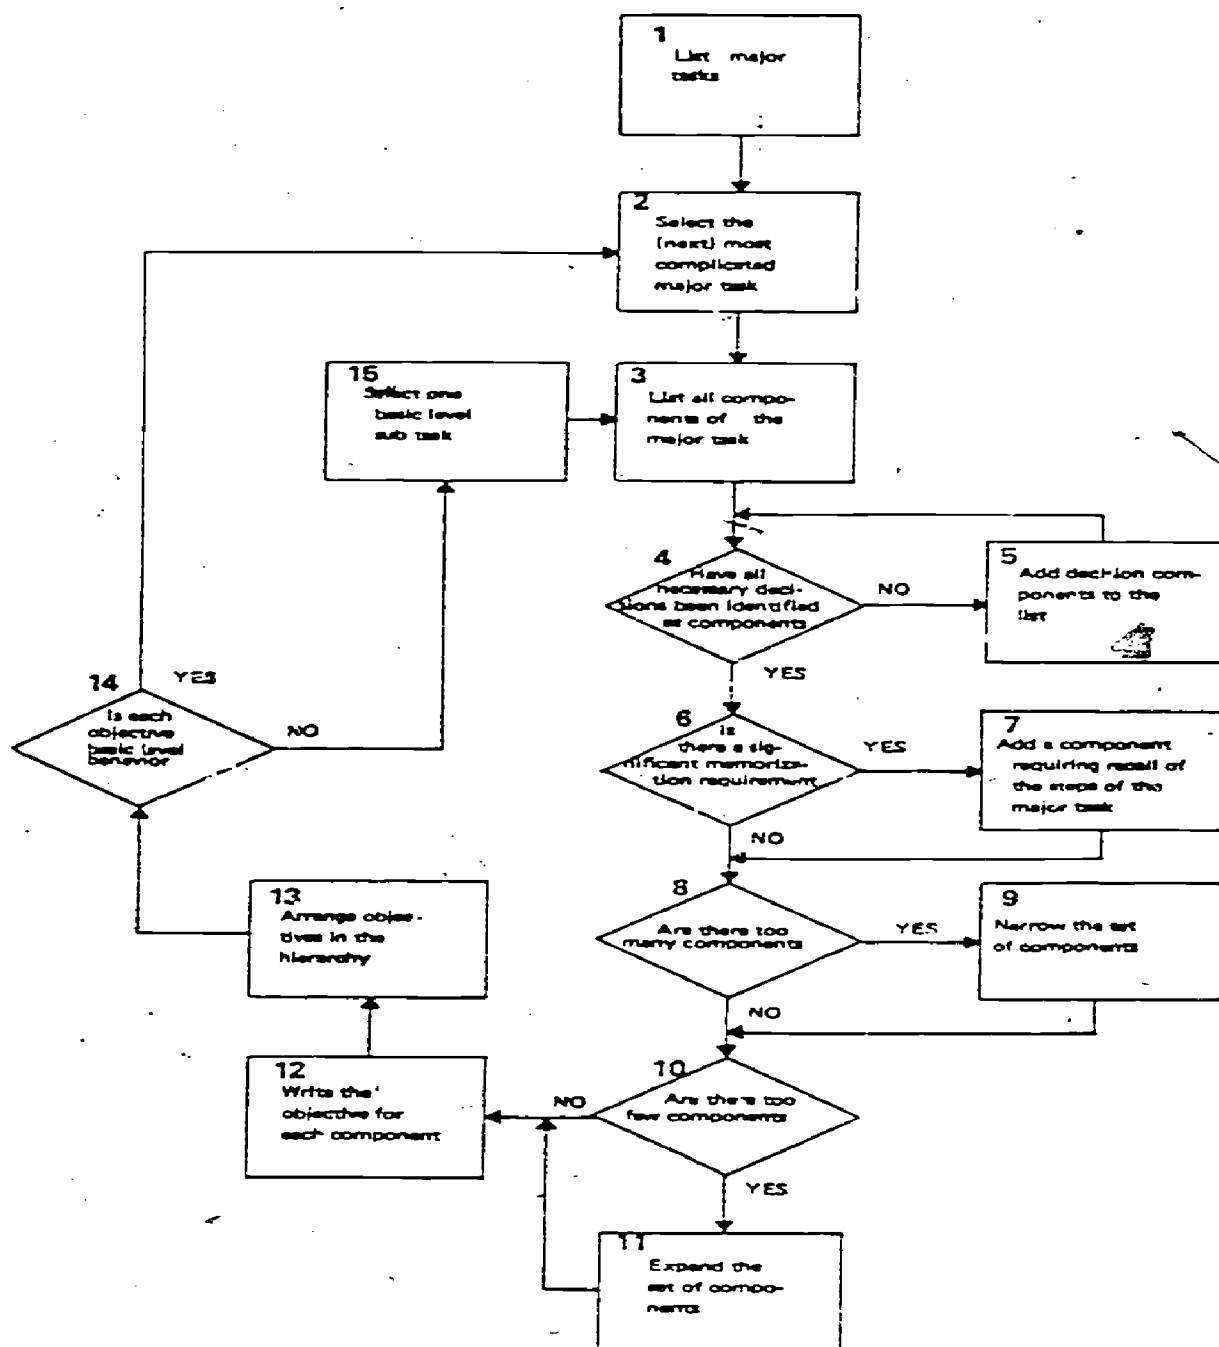 1
List major
tasks
2
Select the
(next) most
complicated
major task
15
Select one
basic level
sub task
3
List all compo-
nents of the
major task
4
Have all
necessary deci-
sions been identified
as components
NO
5
Add decision com-
ponents to the
list
YES
14
YES
Is each
objective
basic level
behavior
NO
6
Is
there a sig-
nificant memoriza-
tion requirement
YES
7
Add a component
requiring recall of
the steps of the
major task
NO
8
Are there too
many components
YES
9
Narrow the set
of components
13
Arrange objec-
tives in the
hierarchy
NO
12
Write the
objective for
each component
NO
10
Are there too
few components
YES
11
Expand the
set of compo-
nents